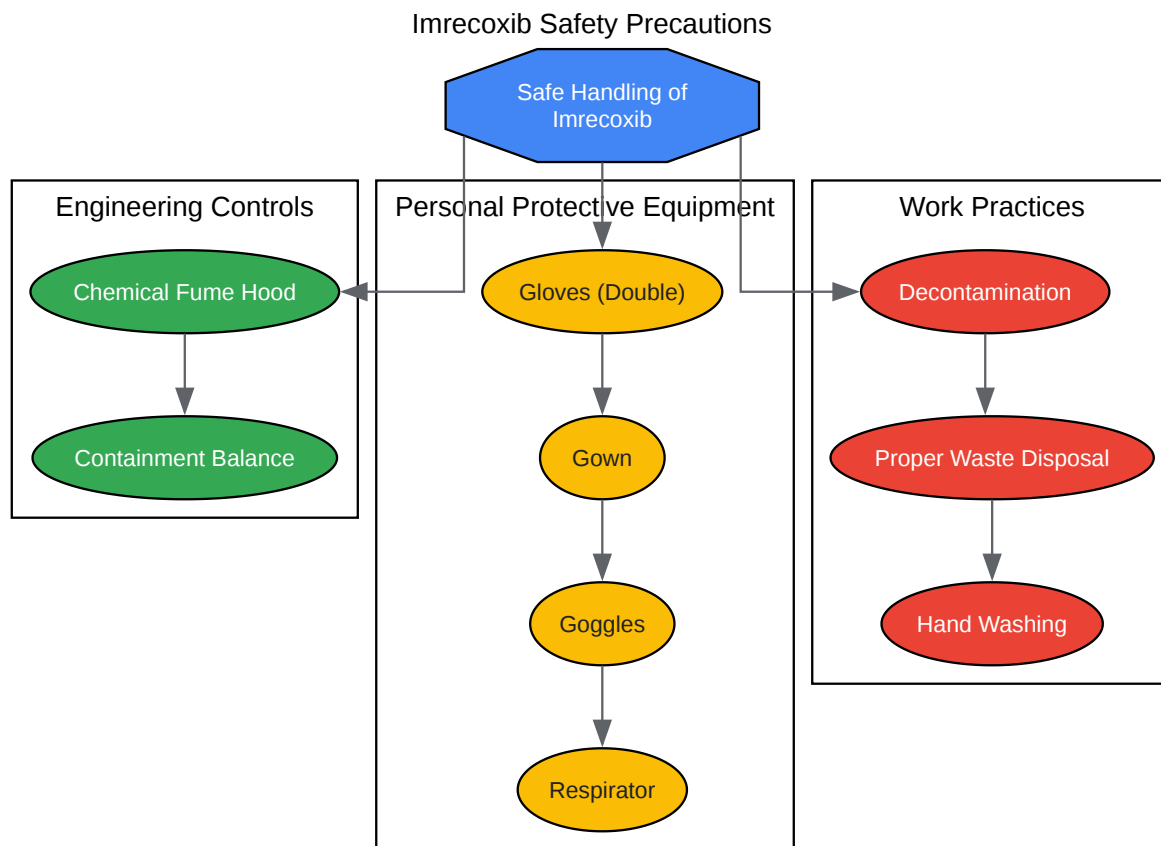 Imrecoxib Safety Precautions
Safe Handling of
Imrecoxib
Engineering Controls
Chemical Fume Hood
Containment Balance
Personal Protective Equipment
Gloves (Double)
Gown
Goggles
Respirator
Work Practices
Decontamination
Proper Waste Disposal
Hand Washing